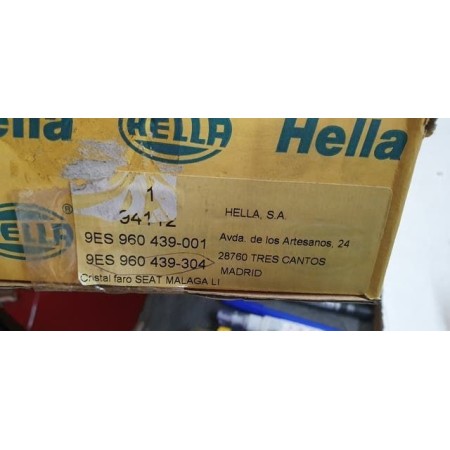 Hella
HELLA
Hella
HELLA ®
1
94112
9ES 960 439-001
9ES 960 439-304
Cristal faro SEAT MALAGA LI
HELLA, S.A.
Avda. de los Artesanos, 24
28760 TRES CANTOS
MADRID